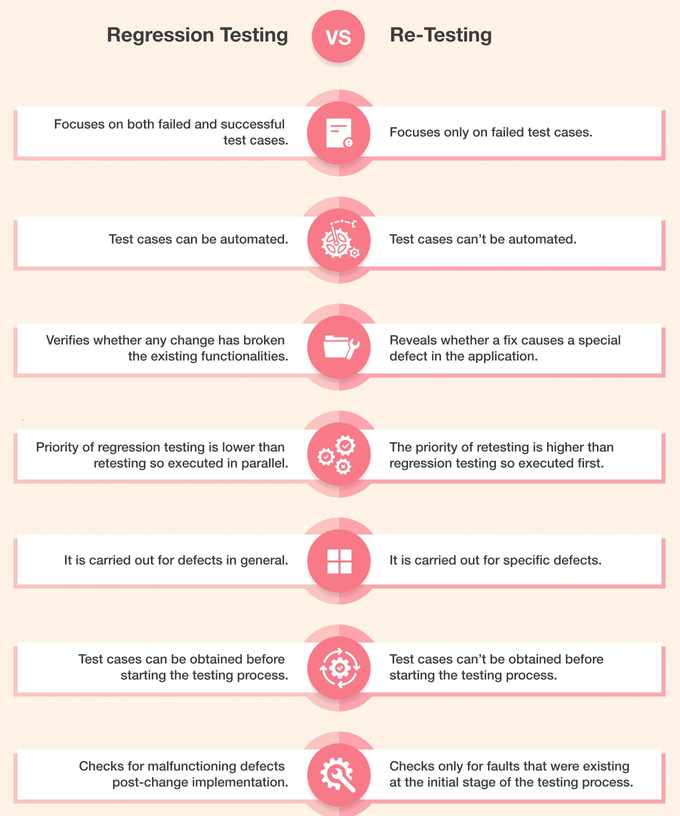 Regression Testing VS Re-Testing
Focuses on both failed and successful
test cases.
Focuses only on failed test cases.
Test cases can be automated.
Test cases can’t be automated.
Verifies whether any change has broken
the existing functionalities.
Reveals whether a fix causes a special
defect in the application.
Priority of regression testing is lower than
retesting so executed in parallel.
The priority of retesting is higher than
regression testing so executed first.
It is carried out for defects in general.
It is carried out for specific defects.
Test cases can be obtained before
starting the testing process.
Test cases can’t be obtained before
starting the testing process.
Checks for malfunctioning defects
post-change implementation.
Checks only for faults that were existing
at the initial stage of the testing process.